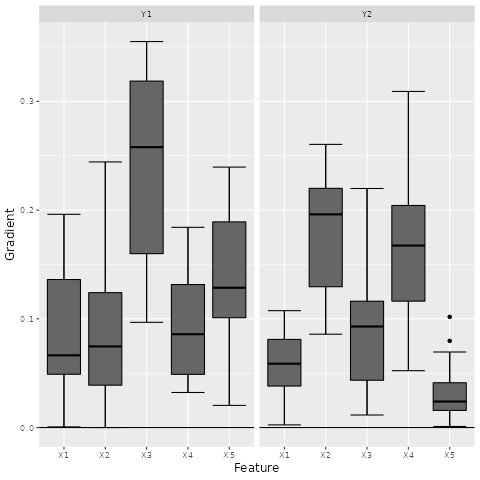 Y1 Y2
Gradient
0.3
0.2
0.1
0.0
X1 X2 X3 X4 X5 X1 X2 X3 X4 X5
Feature